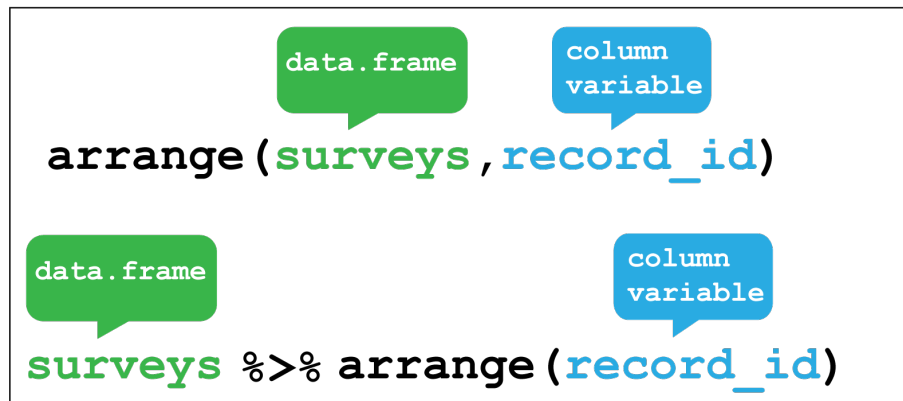 data.frame
column
variable
arrange(surveys,record_id)
data.frame
column
variable
surveys %>% arrange(record_id)